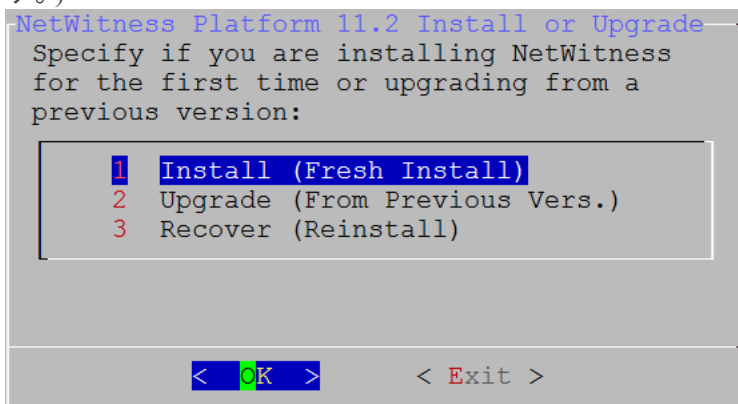 す。)
NetWitness Platform 11.2 Install or Upgrade
Specify if you are installing NetWitness
for the first time or upgrading from a
previous version:
1 Install (Fresh Install)
2 Upgrade (From Previous Vers.)
3 Recover (Reinstall)
< OK > < Exit >